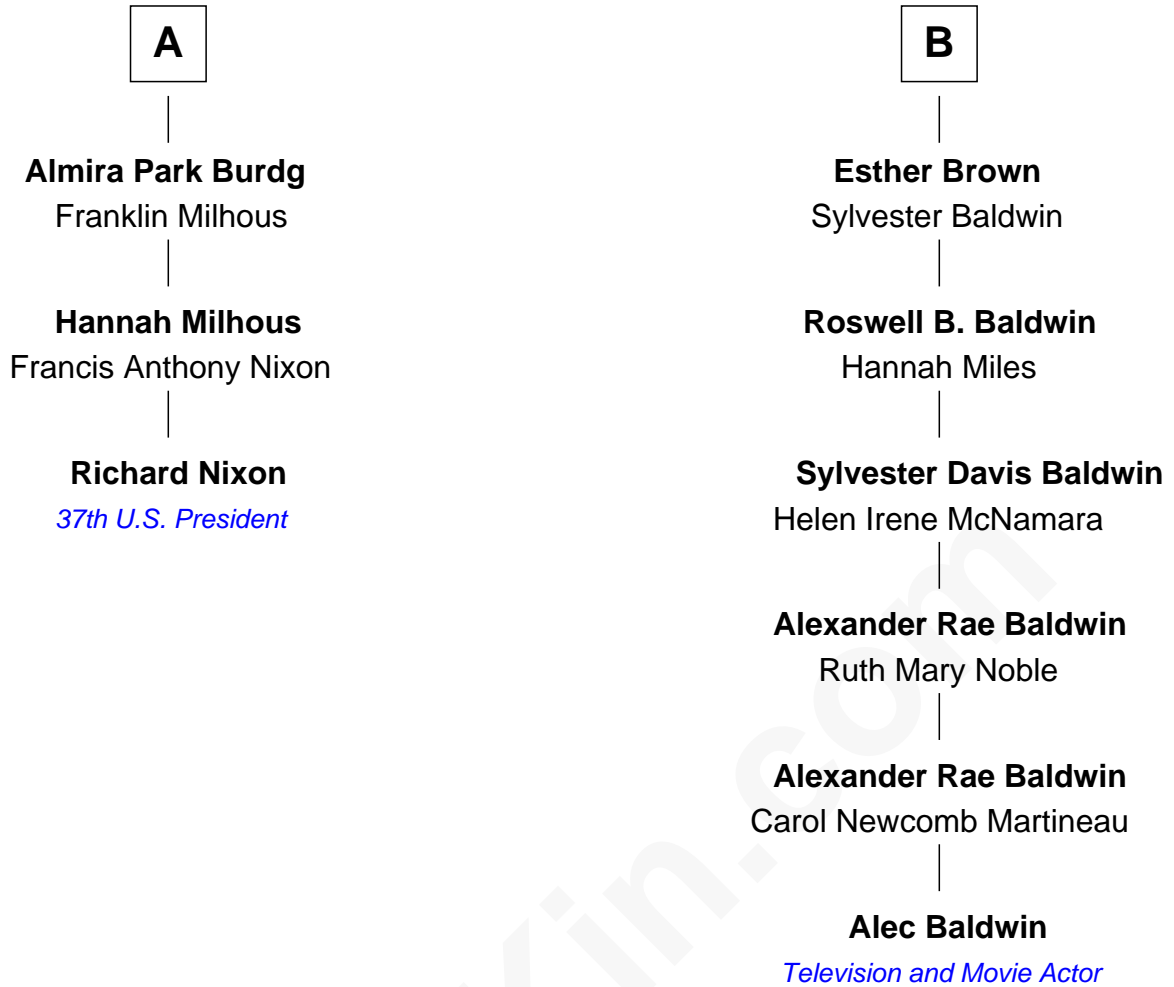 A
Almira Park Burdg
Franklin Milhous
Hannah Milhous
Francis Anthony Nixon
Richard Nixon
37th U.S. President
B
Esther Brown
Sylvester Baldwin
Roswell B. Baldwin
Hannah Miles
Sylvester Davis Baldwin
Helen Irene McNamara
Alexander Rae Baldwin
Ruth Mary Noble
Alexander Rae Baldwin
Carol Newcomb Martineau
Alec Baldwin
Television and Movie Actor
Kin.com